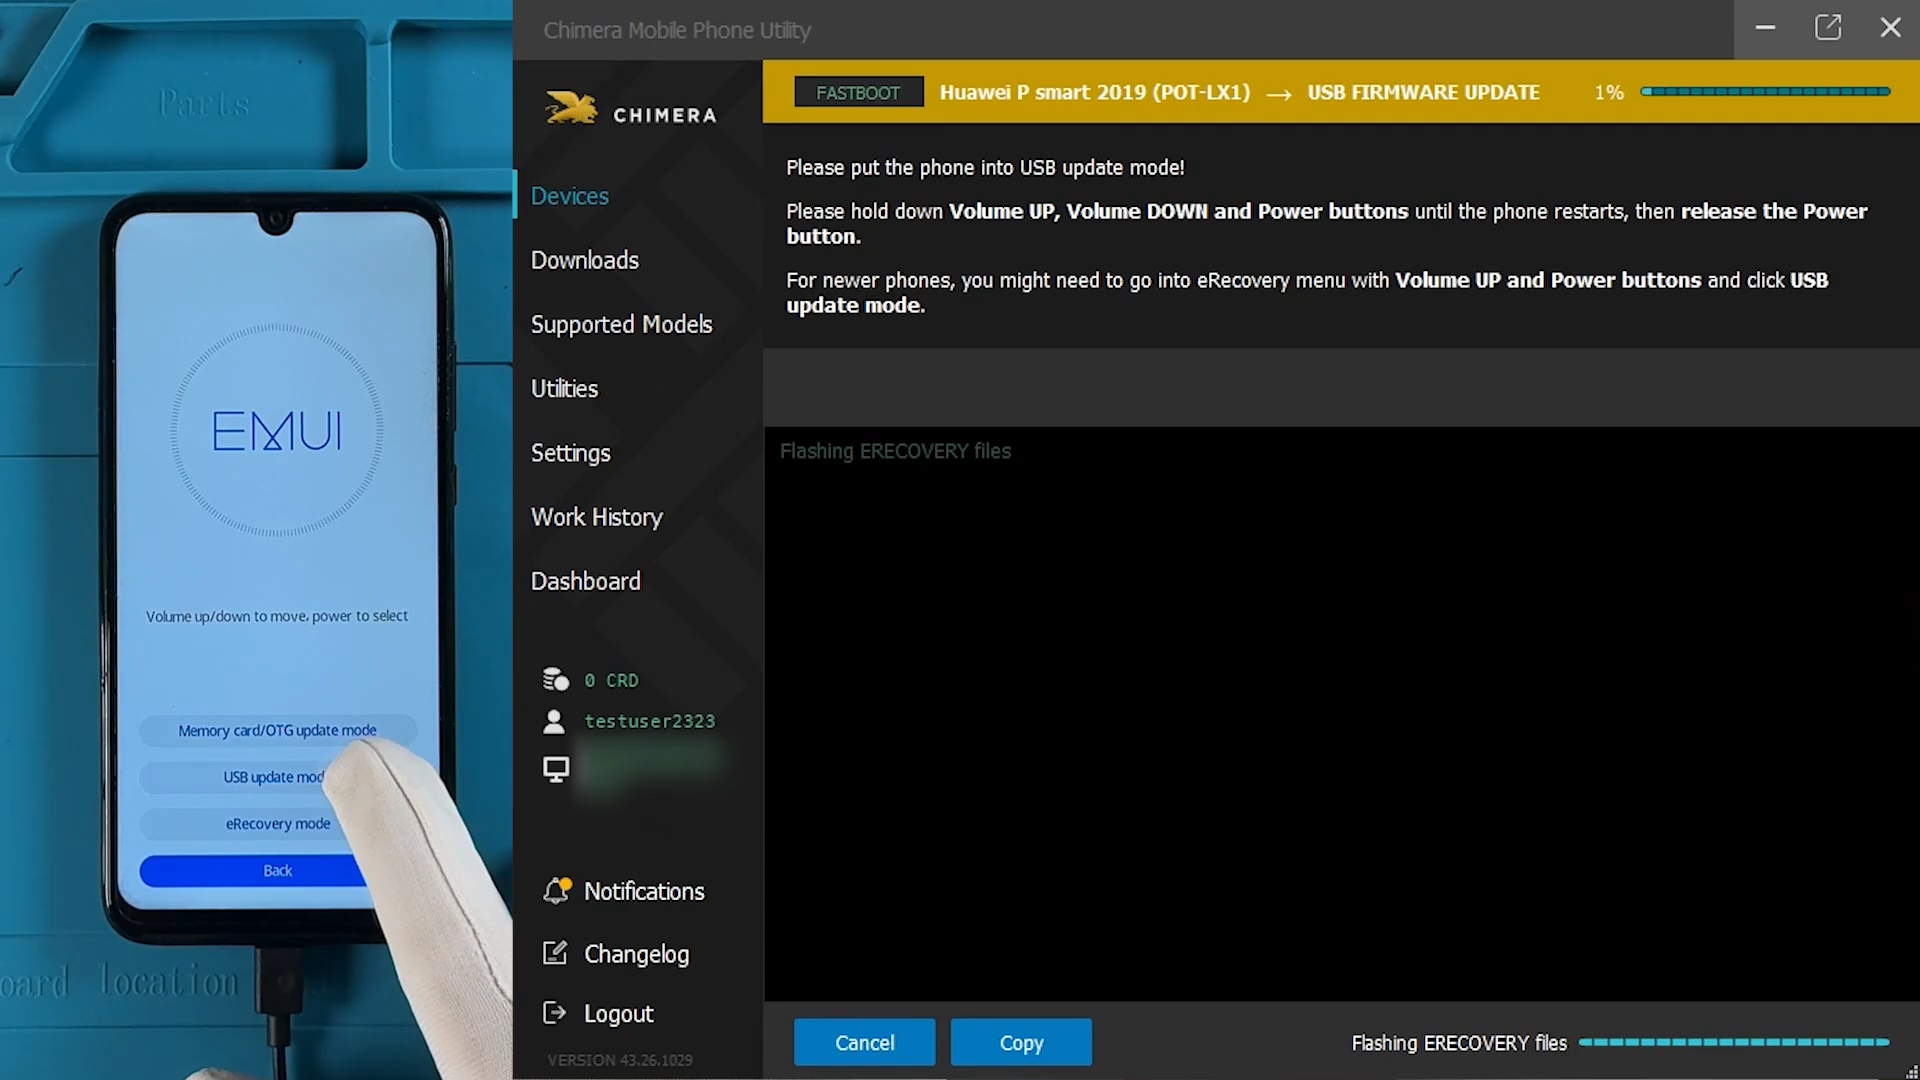 Parts
EMUI
Volume up/down to move, power to select
Memory card/OTG update mode
USB update mod
eRecovery mode
Back
oard location
Chimera Mobile Phone Utility
CHIMERA
Devices
Downloads
Supported Models
Utilities
Settings
Work History
Dashboard
0 CRD
testuser2323
Notifications
Changelog
Logout
VERSION 43.26.1029
FASTBOOT Huawei P smart 2019 (POT-LX1) → USB FIRMWARE UPDATE 1%
Please put the phone into USB update mode!
Please hold down Volume UP, Volume DOWN and Power buttons until the phone restarts, then release the Power
button.
For newer phones, you might need to go into eRecovery menu with Volume UP and Power buttons and click USB
update mode.
Flashing ERECOVERY files
Cancel
Copy
Flashing ERECOVERY files